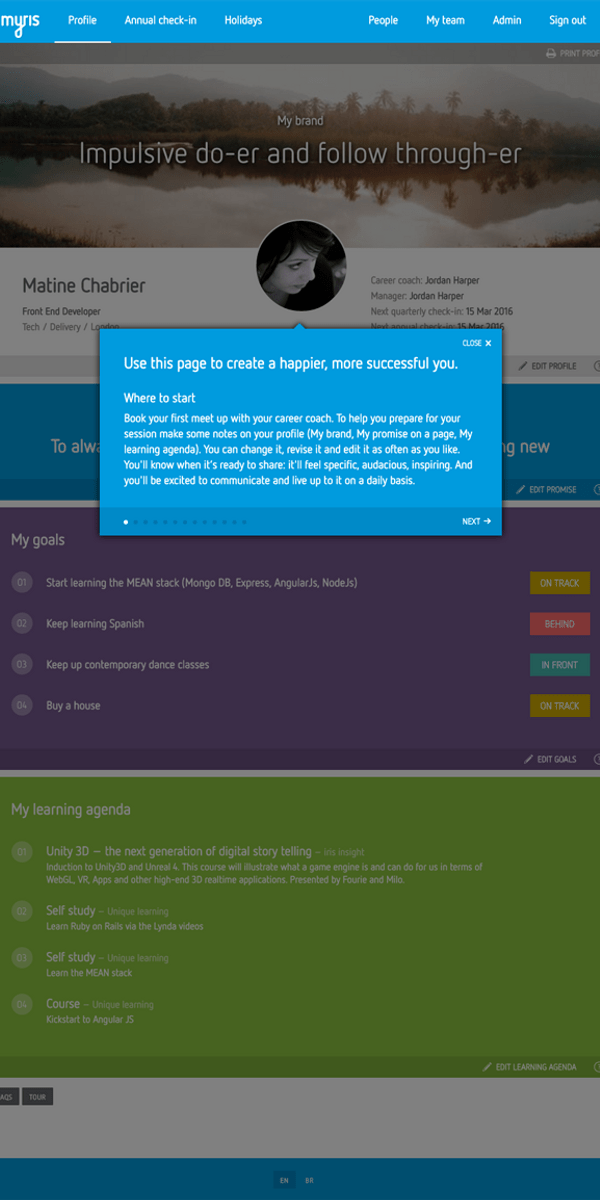 myris Profile Annual check-in Holidays People My team Admin Sign out
PRINT PROF
My brand
Impulsive do-er and follow through-er
Matine Chabrier
Front End Developer
Tech / Delivery / London
Career coach: Jordan Harper
Manager: Jordan Harper
Next quarterly check-in: 15 Mar 2016
Next annual check-in: 15 Mar 2016
EDIT PROFILE
CLOSE X
Use this page to create a happier, more successful you.
Where to start
Book your first meet up with your career coach. To help you prepare for your
session make some notes on your profile (My brand, My promise on a page, My
learning agenda). You can change it, revise it and edit it as often as you like.
You'll know when it's ready to share: it'll feel specific, audacious, inspiring. And
you'll be excited to communicate and live up to it on a daily basis.
NEXT →
To alwa ng new
EDIT PROMISE
My goals
01 Start learning the MEAN stack (Mongo DB, Express, AngularJs, NodeJs) ON TRACK
02 Keep learning Spanish BEHIND
03 Keep up contemporary dance classes IN FRONT
04 Buy a house ON TRACK
EDIT GOALS
My learning agenda
01 Unity 3D – the next generation of digital story telling – iris insight
Induction to Unity3D and Unreal 4. This course will illustrate what a game engine is and can do for us in terms of
WebGL, VR, Apps and other high-end 3D realtime applications. Presented by Fourie and Milo.
02 Self study – Unique learning
Learn Ruby on Rails via the Lynda videos
03 Self study – Unique learning
Learn the MEAN stack
04 Course – Unique learning
Kickstart to Angular JS
EDIT LEARNING AGENDA
AQS TOUR
EN BR